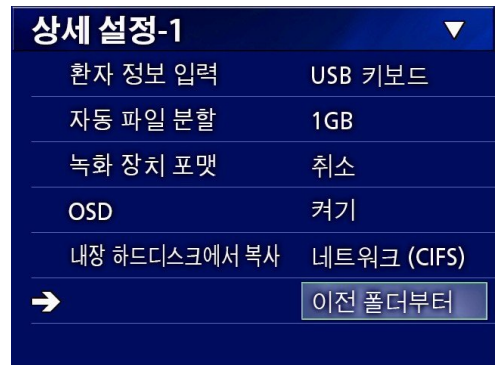 상세 설정-1 ▼
환자 정보 입력 USB 키보드
자동 파일 분할 1GB
녹화 장치 포맷 취소
OSD 켜기
내장 하드디스크에서 복사 네트워크 (CIFS)
➔ 이전 폴더부터